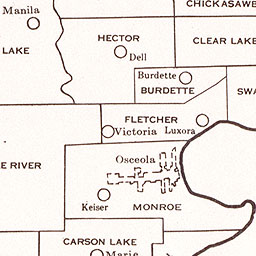 CHICKASAWB
Manila
HECTOR
LAKE
Dell
CLEAR LAKE
Burdette
BURDETTE
SWA
FLETCHER
Victoria
Luxora
E RIVER
Osceola
Keiser
MONROE
CARSON LAKE
Marie